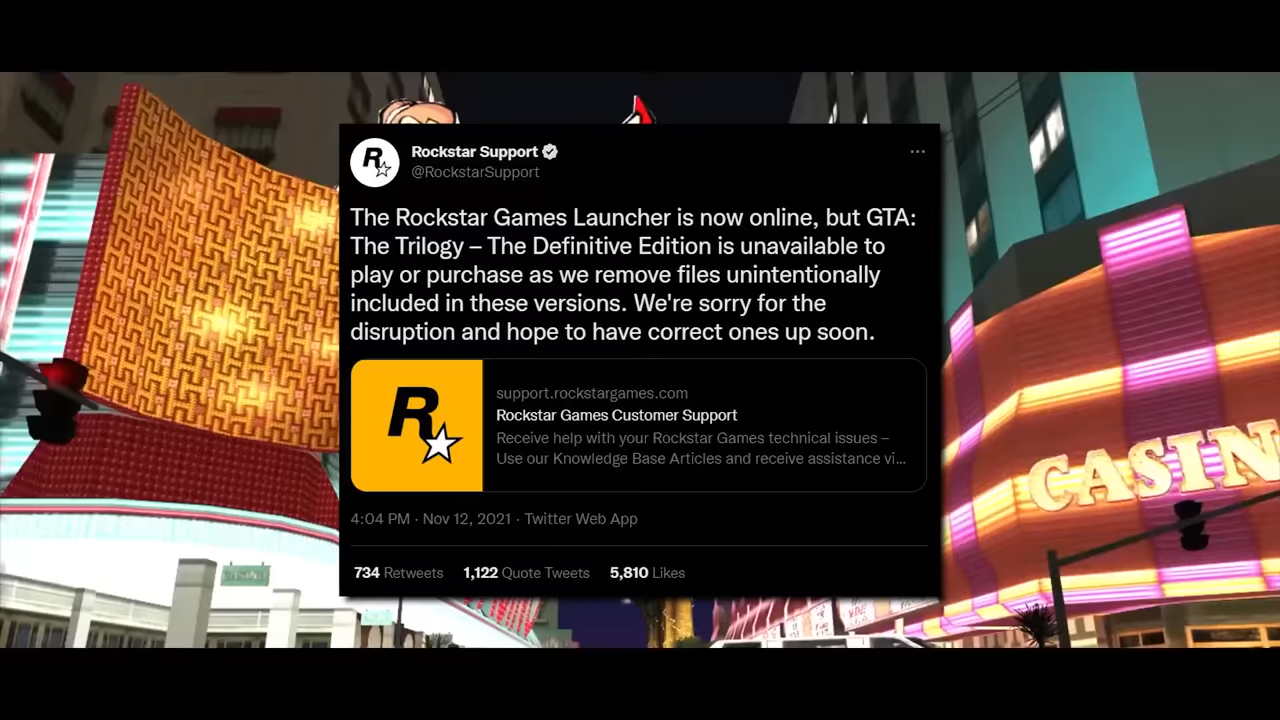 Rockstar Support
@RockstarSupport
The Rockstar Games Launcher is now online, but GTA:
The Trilogy – The Definitive Edition is unavailable to
play or purchase as we remove files unintentionally
included in these versions. We're sorry for the
disruption and hope to have correct ones up soon.
support.rockstargames.com
Rockstar Games Customer Support
Receive help with your Rockstar Games technical issues –
Use our Knowledge Base Articles and receive assistance vi...
4:04 PM · Nov 12, 2021 · Twitter Web App
734 Retweets 1,122 Quote Tweets 5,810 Likes
CASIN